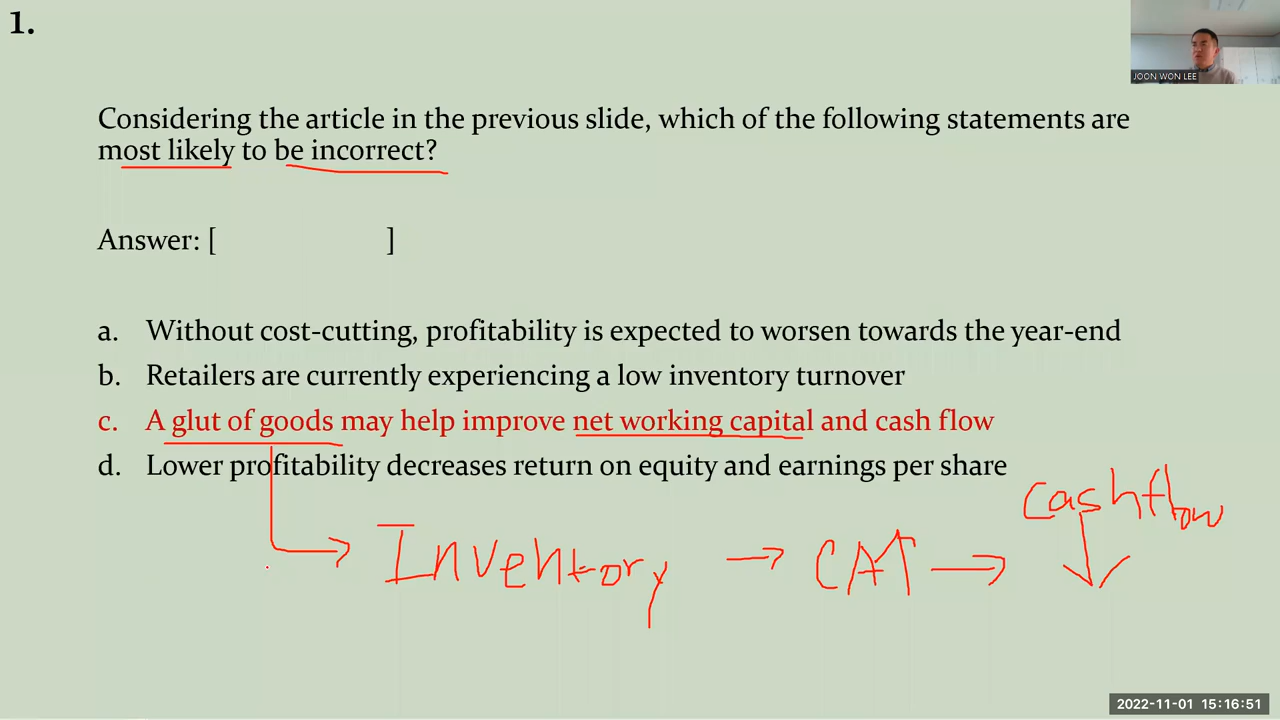 1.
JOON WON LEE
Considering the article in the previous slide, which of the following statements are
most likely to be incorrect?
Answer: [ ]
a. Without cost-cutting, profitability is expected to worsen towards the year-end
b. Retailers are currently experiencing a low inventory turnover
c. A glut of goods may help improve net working capital and cash flow
d. Lower profitability decreases return on equity and earnings per share
Cashflow ↓
Inventory → CA↑ →
2022-11-01 15:16:51